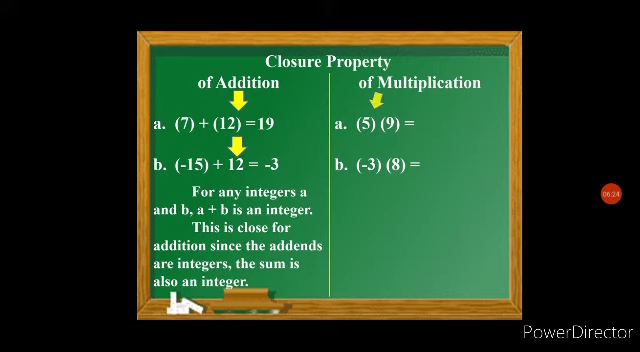 Closure Property
of Addition
a. (7) + (12) = 19
b. (-15) + 12 = -3
For any integers a
and b, a + b is an integer.
This is close for
addition since the addends
are integers, the sum is
also an integer.
of Multiplication
a. (5) (9) =
b. (-3) (8) =
06:24
PowerDirector